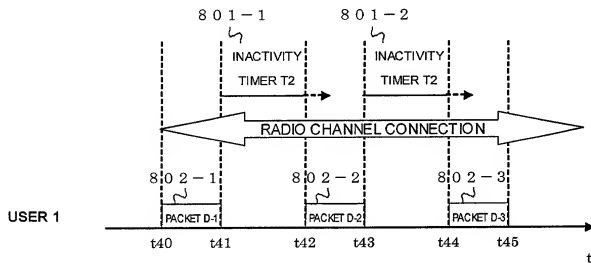 801-1 801-2
INACTIVITY INACTIVITY
TIMER T2 TIMER T2
RADIO CHANNEL CONNECTION
802-1 802-2 802-3
USER 1 PACKET D-1 PACKET D-2 PACKET D-3
t40 t41 t42 t43 t44 t45
t